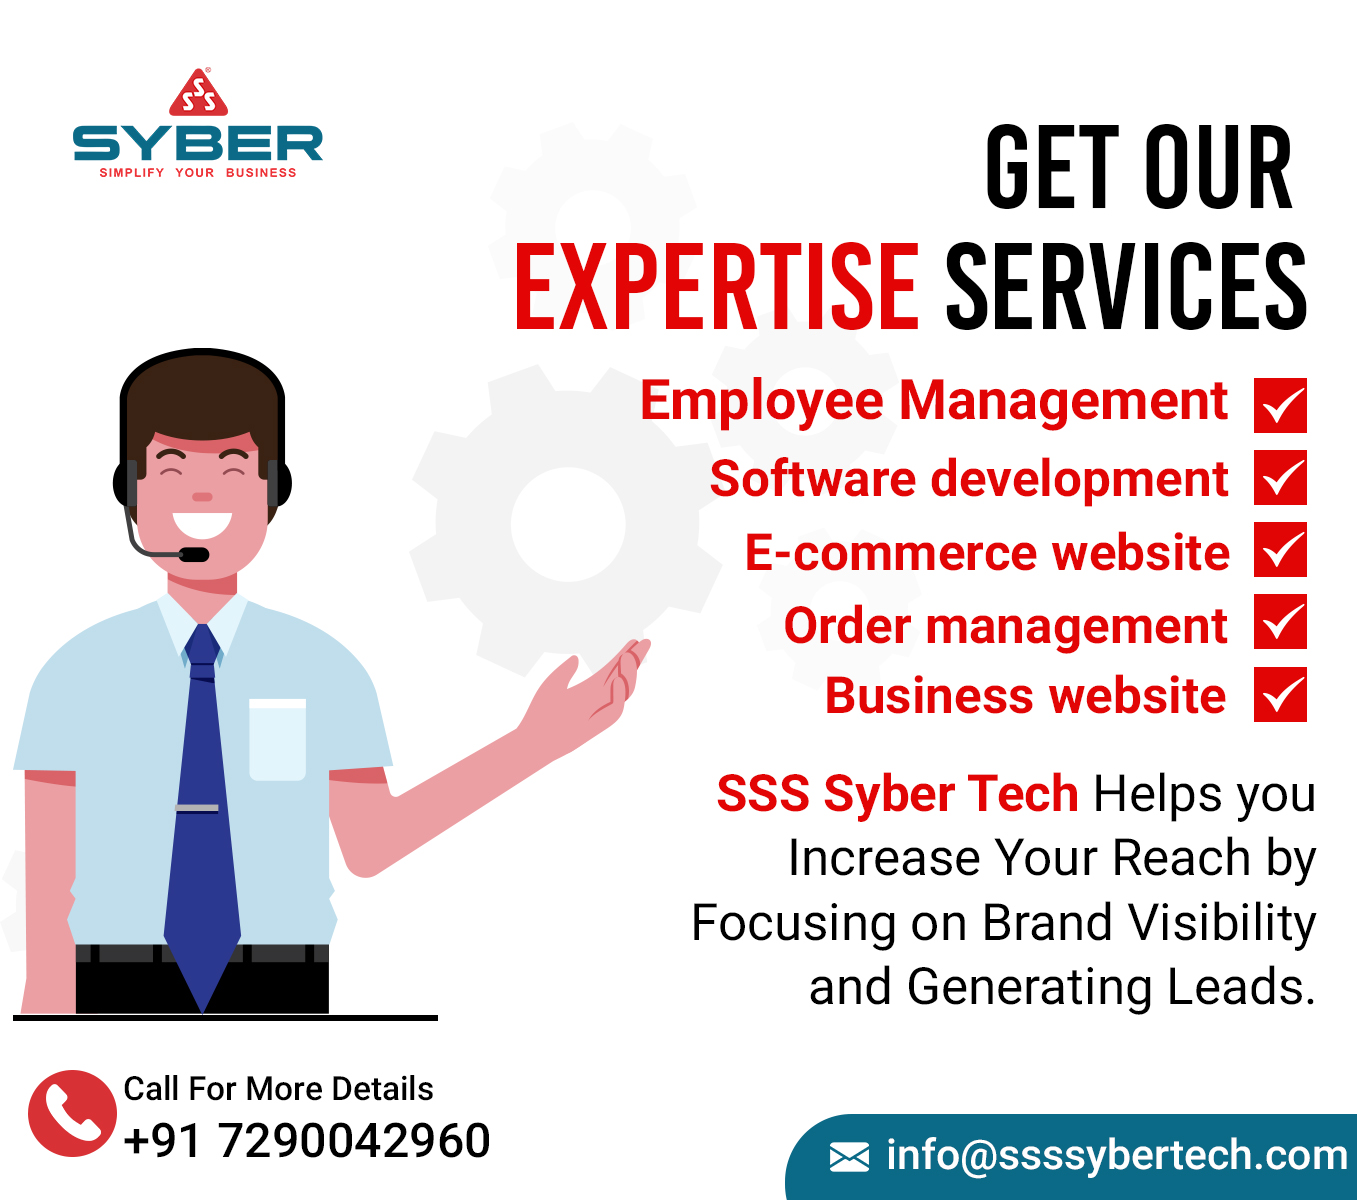 SSS
®
SYBER
SIMPLIFY YOUR BUSINESS
GET OUR
EXPERTISE SERVICES
Employee Management
Software development
E-commerce website
Order management
Business website
SSS Syber Tech Helps you
Increase Your Reach by
Focusing on Brand Visibility
and Generating Leads.
Call For More Details
+91 7290042960
info@ssssybertech.com